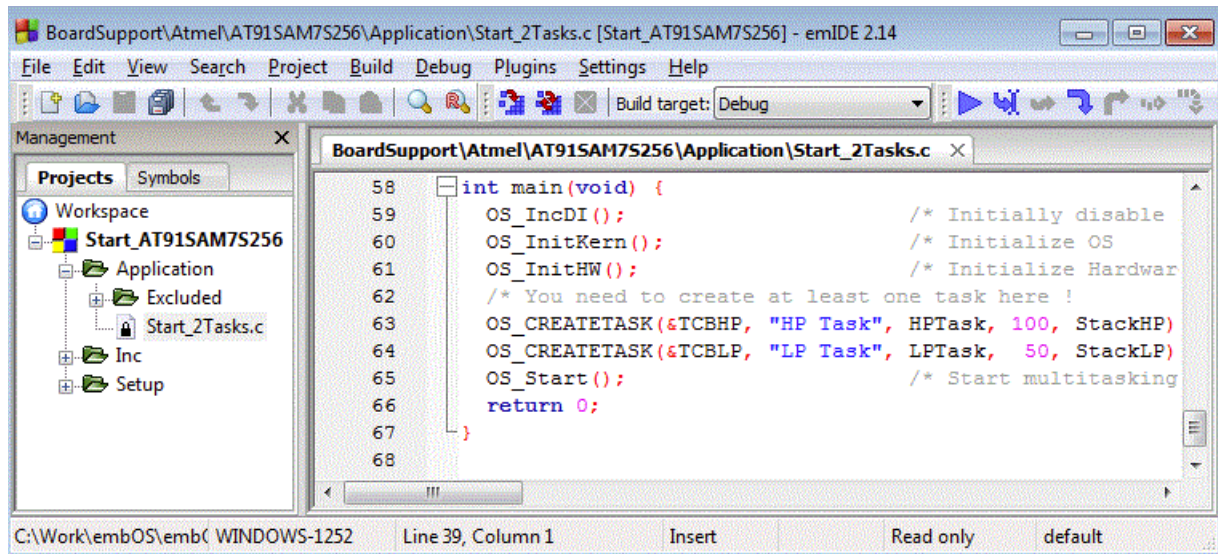 BoardSupport\Atmel\AT91SAM7S256\Application\Start_2Tasks.c [Start_AT91SAM7S256] - emIDE 2.14
File Edit View Search Project Build Debug Plugins Settings Help
Build target: Debug
Management X
Projects Symbols
Workspace
Start_AT91SAM7S256
Application
Excluded
Start_2Tasks.c
Inc
Setup
BoardSupport\Atmel\AT91SAM7S256\Application\Start_2Tasks.c
58 int main(void) {
59 OS_IncDI(); /* Initially disable
60 OS_InitKern(); /* Initialize OS
61 OS_InitHW(); /* Initialize Hardwar
62 /* You need to create at least one task here !
63 OS_CREATETASK(&TCBHP, "HP Task", HPTask, 100, StackHP)
64 OS_CREATETASK(&TCBLP, "LP Task", LPTask, 50, StackLP)
65 OS_Start(); /* Start multitasking
66 return 0;
67 }
68
C:\Work\embOS\emb( WINDOWS-1252 Line 39, Column 1 Insert Read only default